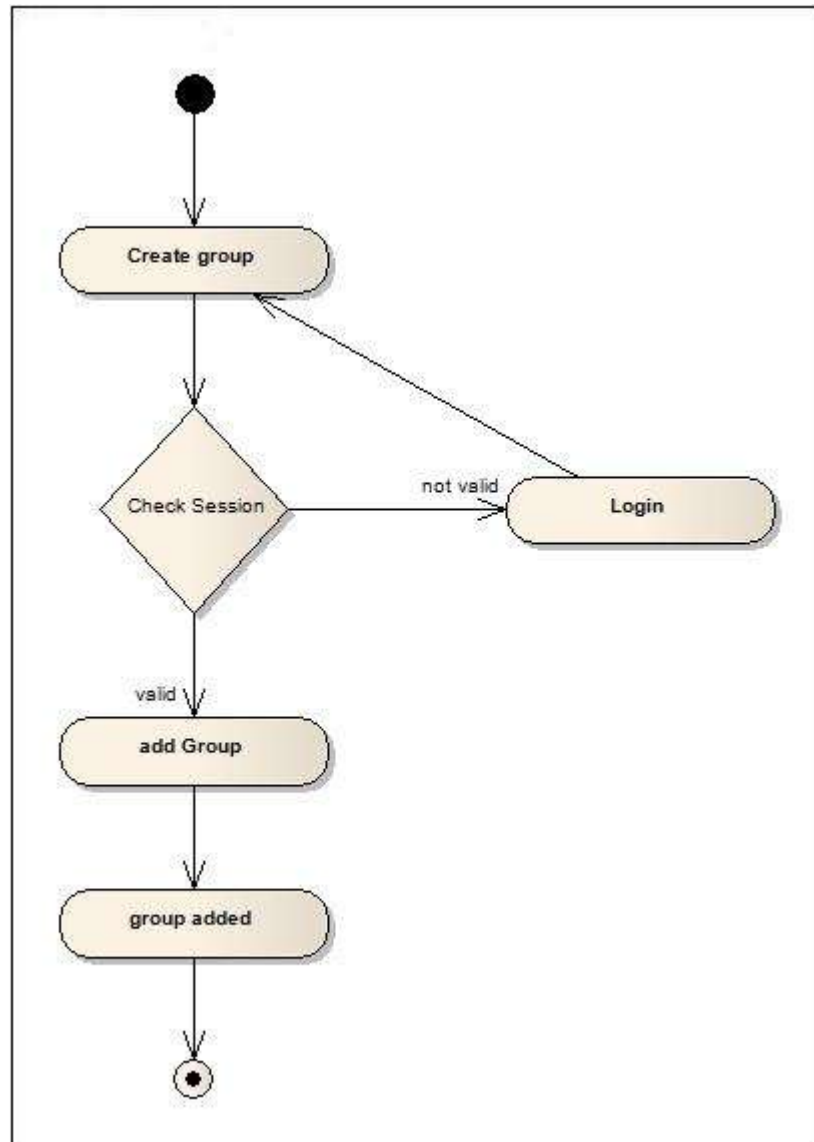 Create group
Check Session
not valid
Login
valid
add Group
group added